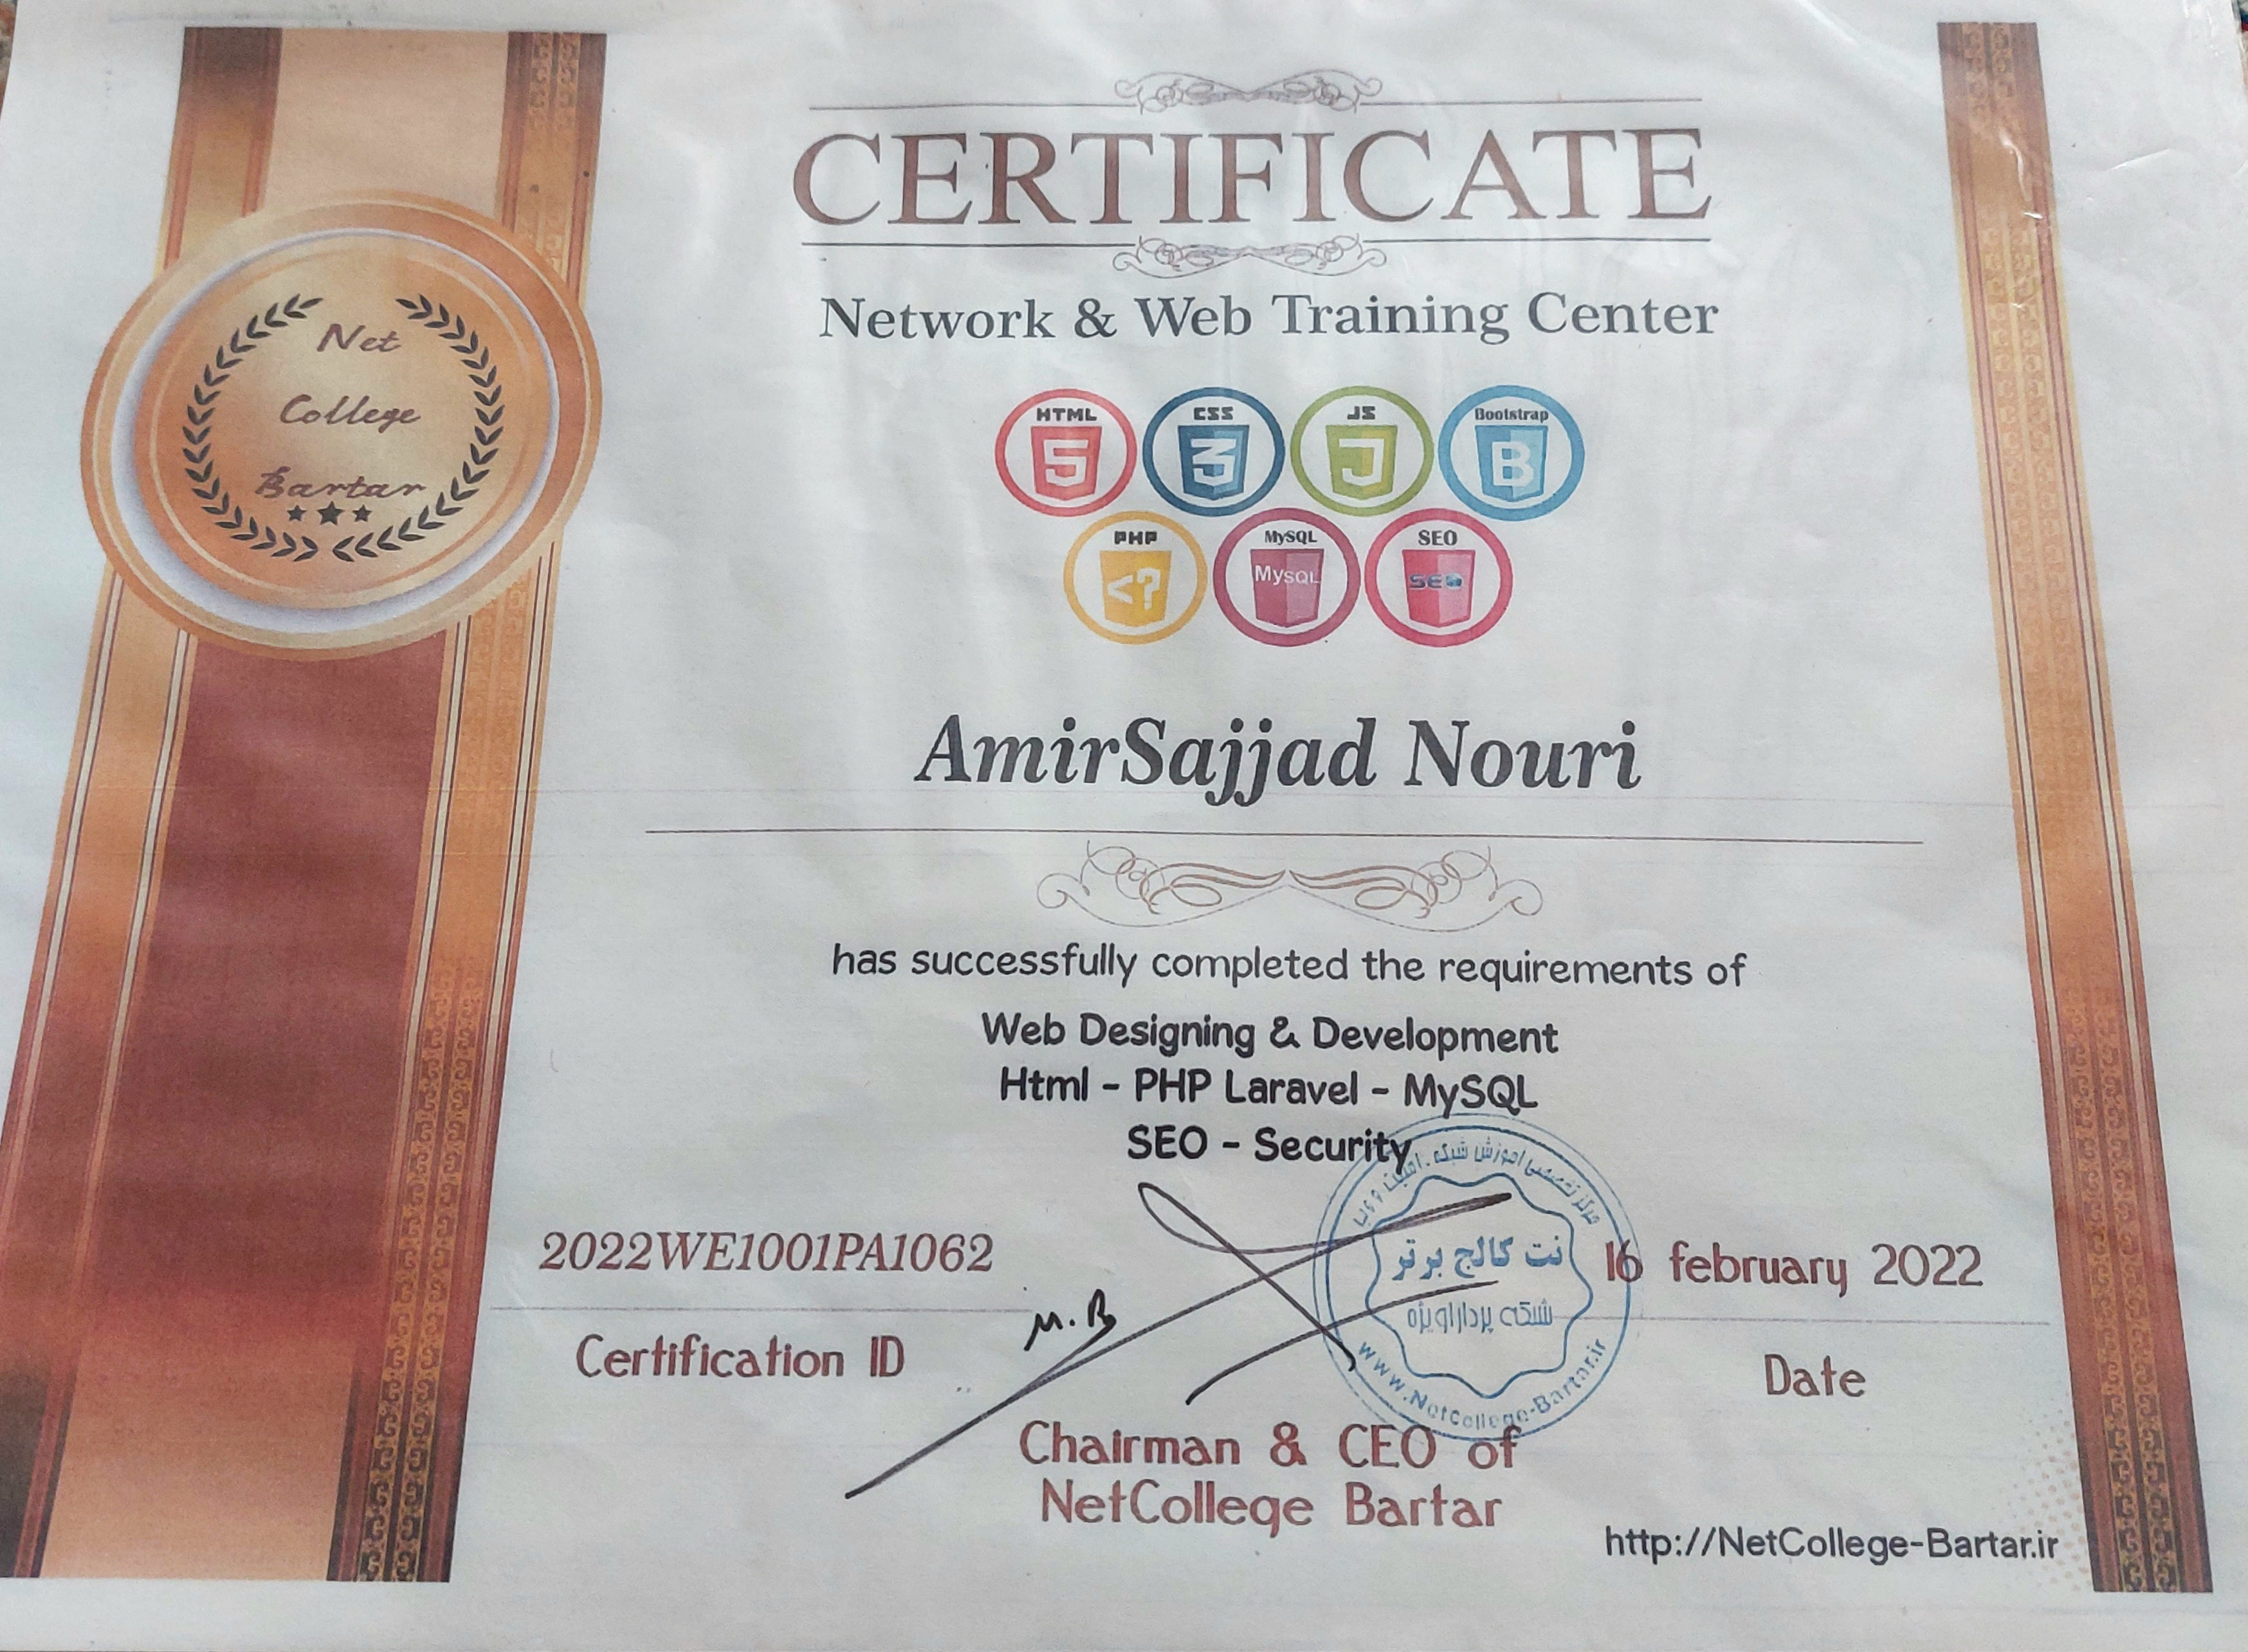 Net
College
Bartar
CERTIFICATE
Network & Web Training Center
HTML
5
CSS
3
JS
J
Bootstrap
B
PHP
<?
MySQL
MySQL
SEO
SEO
AmirSajjad Nouri
has successfully completed the requirements of
Web Designing & Development
Html - PHP Laravel - MySQL
SEO - Security
مرکز تخصصی آموزش شبکه . امنیت و وب
نت کالج برتر
شبکه پرداز ویژه
www.NetCollege-Bartar.ir
2022WE1001PA1062
Certification ID
M.B
16 february 2022
Date
Chairman & CEO of
NetCollege Bartar
http://NetCollege-Bartar.ir